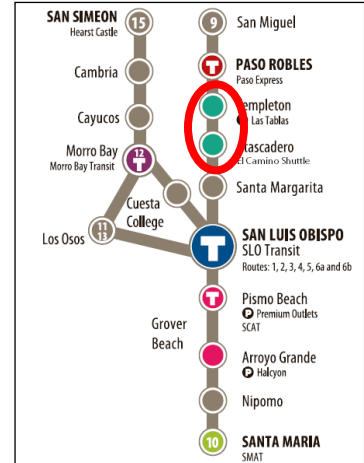 SAN SIMEON
Hearst Castle
15
Cambria
Cayucos
Morro Bay
Morro Bay Transit
12
T
Cuesta
College
Los Osos
11
13
9
San Miguel
T
PASO ROBLES
Paso Express
empleton
Las Tablas
tascadero
El Camino Shuttle
Santa Margarita
T
SAN LUIS OBISPO
SLO Transit
Routes: 1, 2, 3, 4, 5, 6a and 6b
T
Pismo Beach
P Premium Outlets
SCAT
Grover
Beach
Arroyo Grande
P Halcyon
Nipomo
10
SANTA MARIA
SMAT